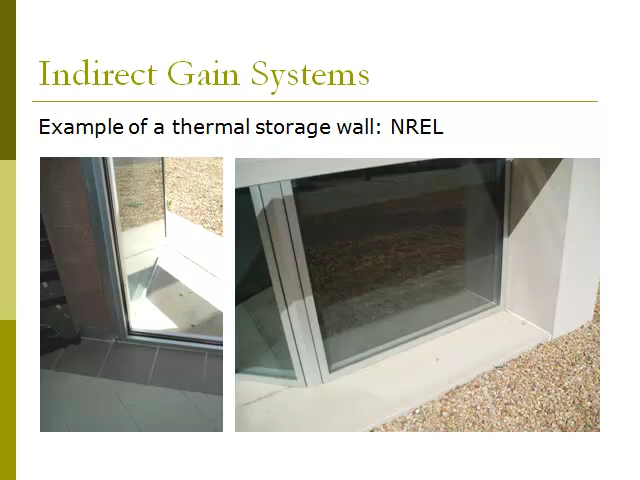 Indirect Gain Systems
Example of a thermal storage wall: NREL